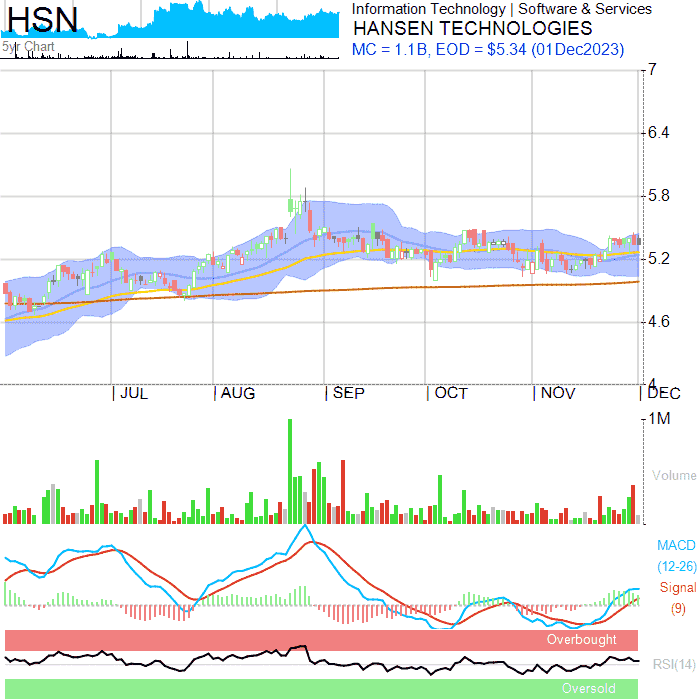 HSN
5yr Chart
Information Technology | Software & Services
HANSEN TECHNOLOGIES
MC = 1.1B, EOD = $5.34 (01Dec2023)
7
6.4
5.8
5.2
4.6
4
| JUL | AUG | SEP | OCT | NOV | DEC
1M
Volume
MACD
(12-26)
Signal
(9)
Overbought
RSI(14)
Oversold